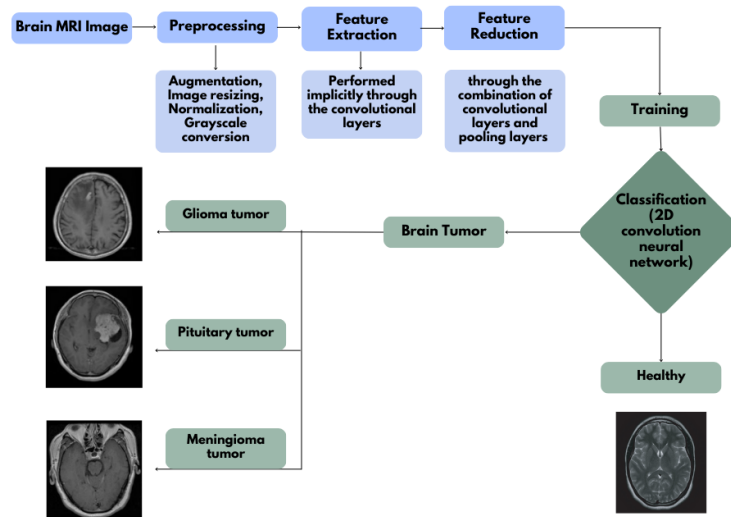 Brain MRI Image
Preprocessing
Feature
Extraction
Feature
Reduction
Augmentation,
Image resizing,
Normalization,
Grayscale
conversion
Performed
implicitly through
the convolutional
layers
through the
combination of
convolutional
layers and
pooling layers
Training
Classification
(2D
convolution
neural
network)
Brain Tumor
Glioma tumor
Pituitary tumor
Meningioma
tumor
Healthy